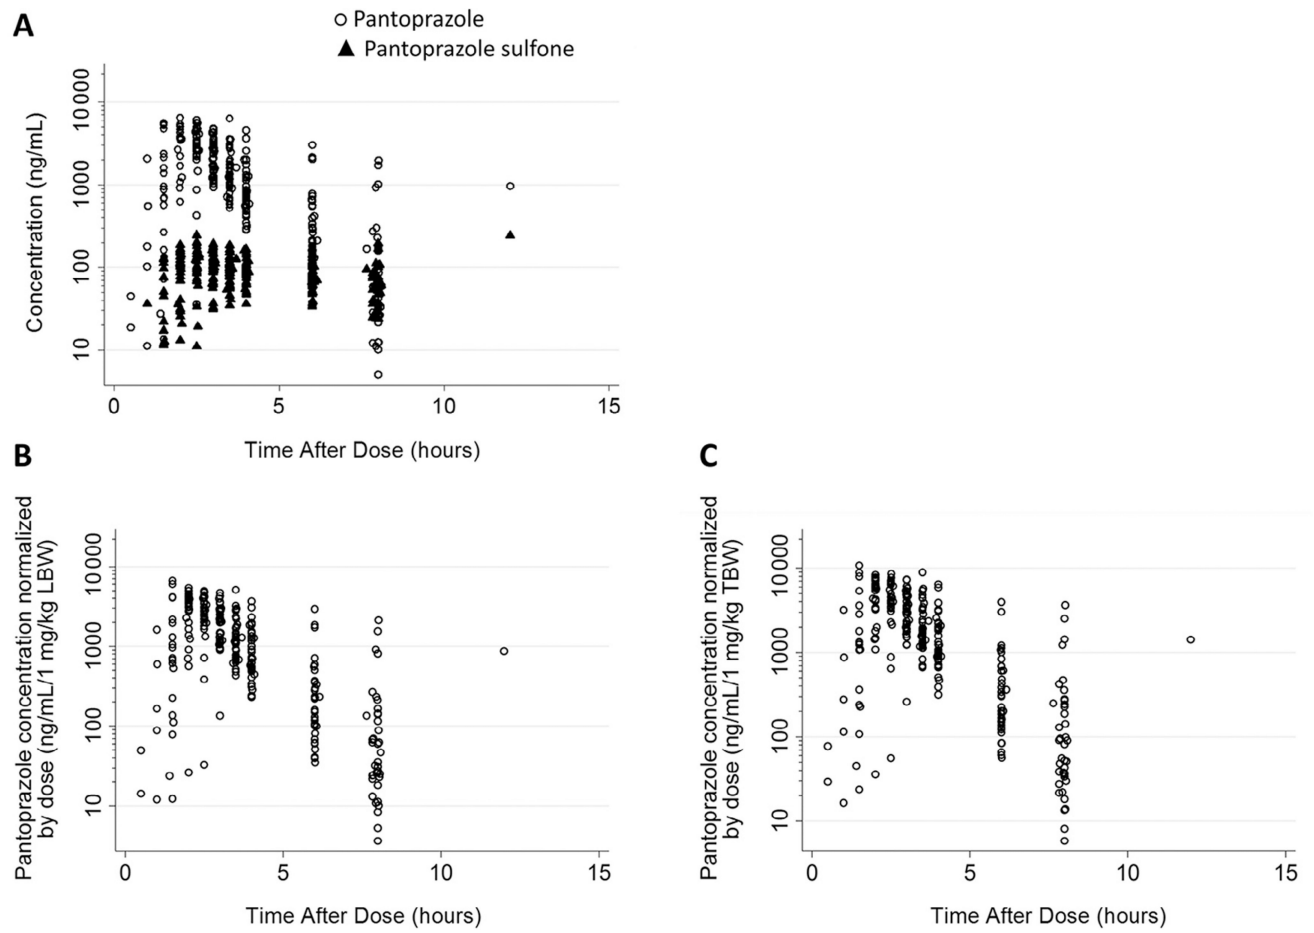 A
Pantoprazole
Pantoprazole sulfone
Concentration (ng/mL)
10000
1000
100
10
0 5 10 15
Time After Dose (hours)
B
Pantoprazole concentration normalized
by dose (ng/mL/1 mg/kg LBW)
10000
1000
100
10
0 5 10 15
Time After Dose (hours)
C
Pantoprazole concentration normalized
by dose (ng/mL/1 mg/kg TBW)
10000
1000
100
10
0 5 10 15
Time After Dose (hours)